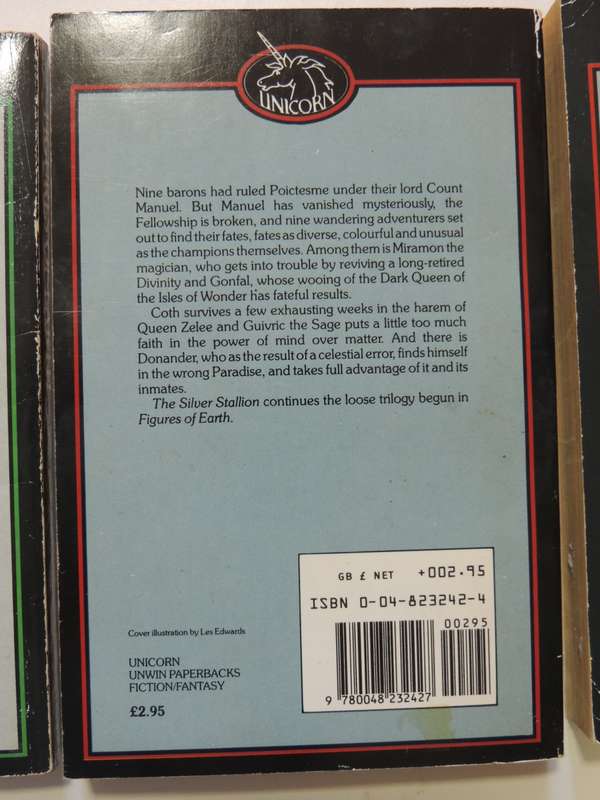 UNICORN
Nine barons had ruled Poictesme under their lord Count
Manuel. But Manuel has vanished mysteriously, the
Fellowship is broken, and nine wandering adventurers set
out to find their fates, fates as diverse, colourful and unusual
as the champions themselves. Among them is Miramon the
magician, who gets into trouble by reviving a long-retired
Divinity and Gonfal, whose wooing of the Dark Queen of
the Isles of Wonder has fateful results.
Coth survives a few exhausting weeks in the harem of
Queen Zelee and Guivric the Sage puts a little too much
faith in the power of mind over matter. And there is
Donander, who as the result of a celestial error, finds himself
in the wrong Paradise, and takes full advantage of it and its
inmates.
The Silver Stallion continues the loose trilogy begun in
Figures of Earth.
GB £ NET +002.95
ISBN 0-04-823242-4
00295
9 780048 232427
Cover illustration by Les Edwards
UNICORN
UNWIN PAPERBACKS
FICTION/FANTASY
£2.95